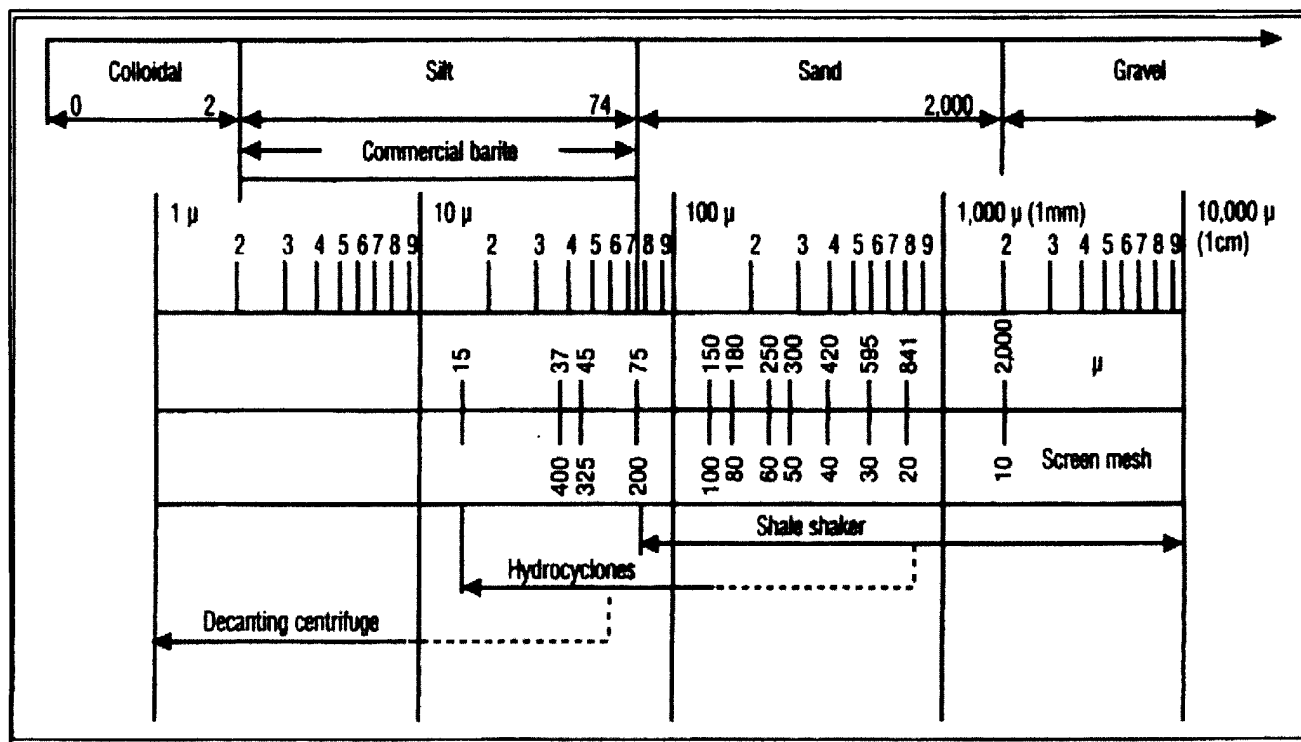 Colloidal Silt Sand Gravel
0 2 74 2,000
Commercial barite
1 µ 10 µ 100 µ 1,000 µ (1mm) 10,000 µ
(1cm)
2 3 4 5 6 7 8 9 2 3 4 5 6 7 8 9 2 3 4 5 6 7 8 9 2 3 4 5 6 7 8 9
15 37 45 75 150 180 250 300 420 595 841 2,000 µ
400 325 200 100 80 60 50 40 30 20 10 Screen mesh
Shale shaker
Hydrocyclones
Decanting centrifuge